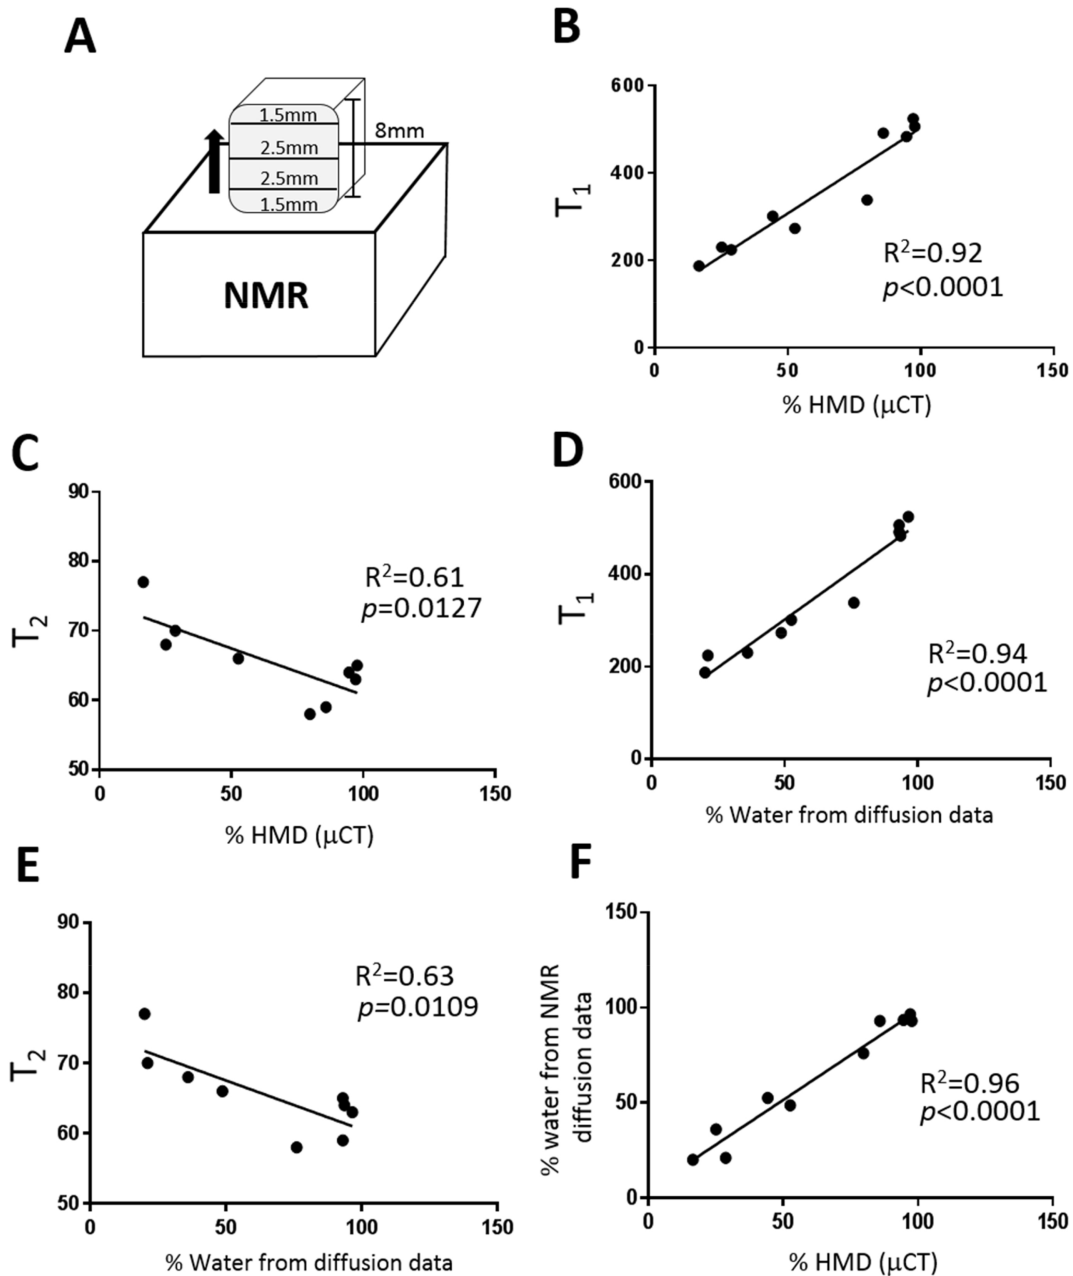 A
1.5mm
2.5mm
2.5mm
1.5mm
8mm
NMR
B
600
400
200
0
T1
R2=0.92
p<0.0001
0 50 100 150
% HMD (μCT)
C
90
80
70
60
50
T2
R2=0.61
p=0.0127
0 50 100 150
% HMD (μCT)
D
600
400
200
0
T1
R2=0.94
p<0.0001
0 50 100 150
% Water from diffusion data
E
90
80
70
60
50
T2
R2=0.63
p=0.0109
0 50 100 150
% Water from diffusion data
F
150
100
50
0
% water from NMR
diffusion data
R2=0.96
p<0.0001
0 50 100 150
% HMD (μCT)